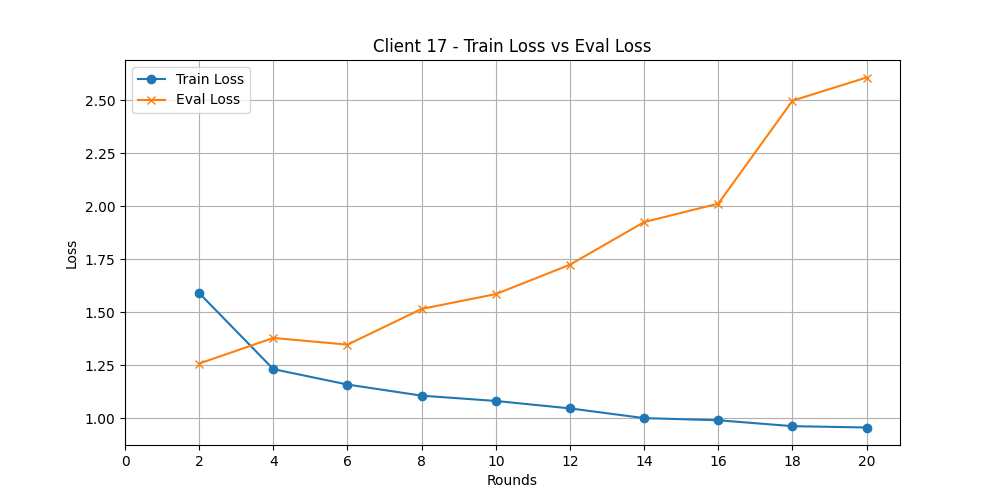 Client 17 - Train Loss vs Eval Loss
Train Loss
Eval Loss
2.50
2.25
2.00
1.75
1.50
1.25
1.00
Loss
0 2 4 6 8 10 12 14 16 18 20
Rounds